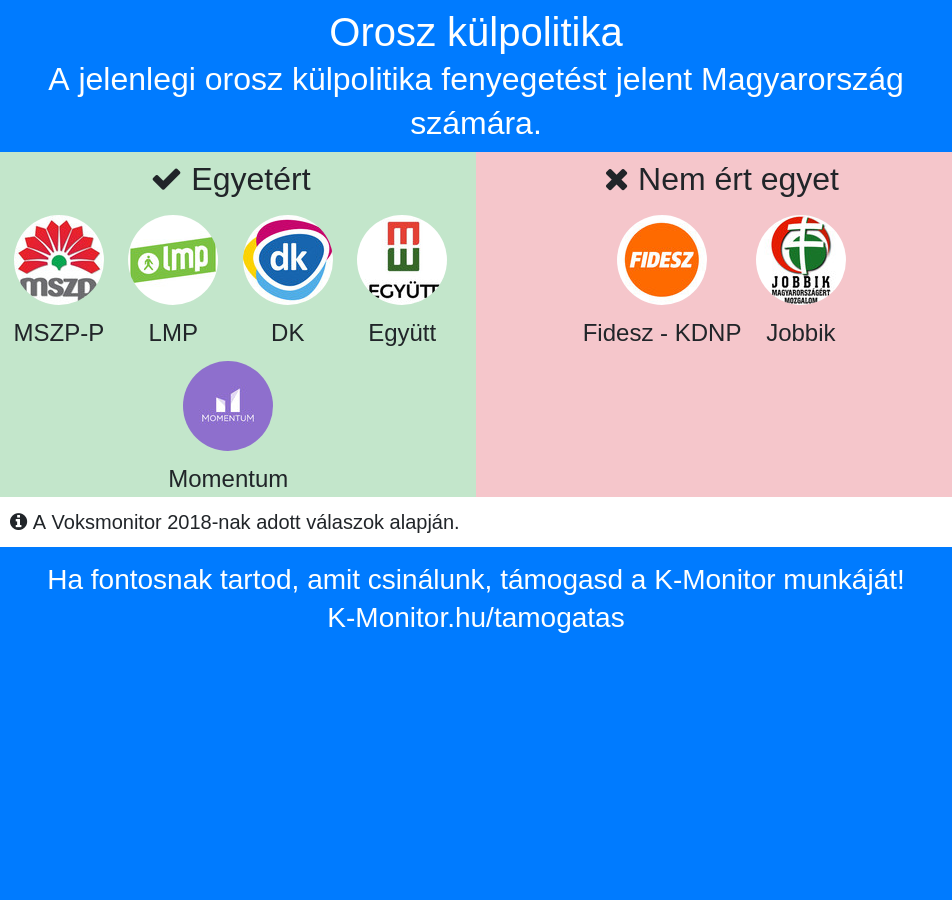 Orosz külpolitika
A jelenlegi orosz külpolitika fenyegetést jelent Magyarország
számára.
Egyetért
Nem ért egyet
mszp
lmp
dk
EGYÜTT
FIDESZ
JOBBIK
MAGYARORSZÁGÉRT
MOZGALOM
MSZP-P
LMP
DK
Együtt
Fidesz - KDNP
Jobbik
MOMENTUM
Momentum
A Voksmonitor 2018-nak adott válaszok alapján.
Ha fontosnak tartod, amit csinálunk, támogasd a K-Monitor munkáját!
K-Monitor.hu/tamogatas